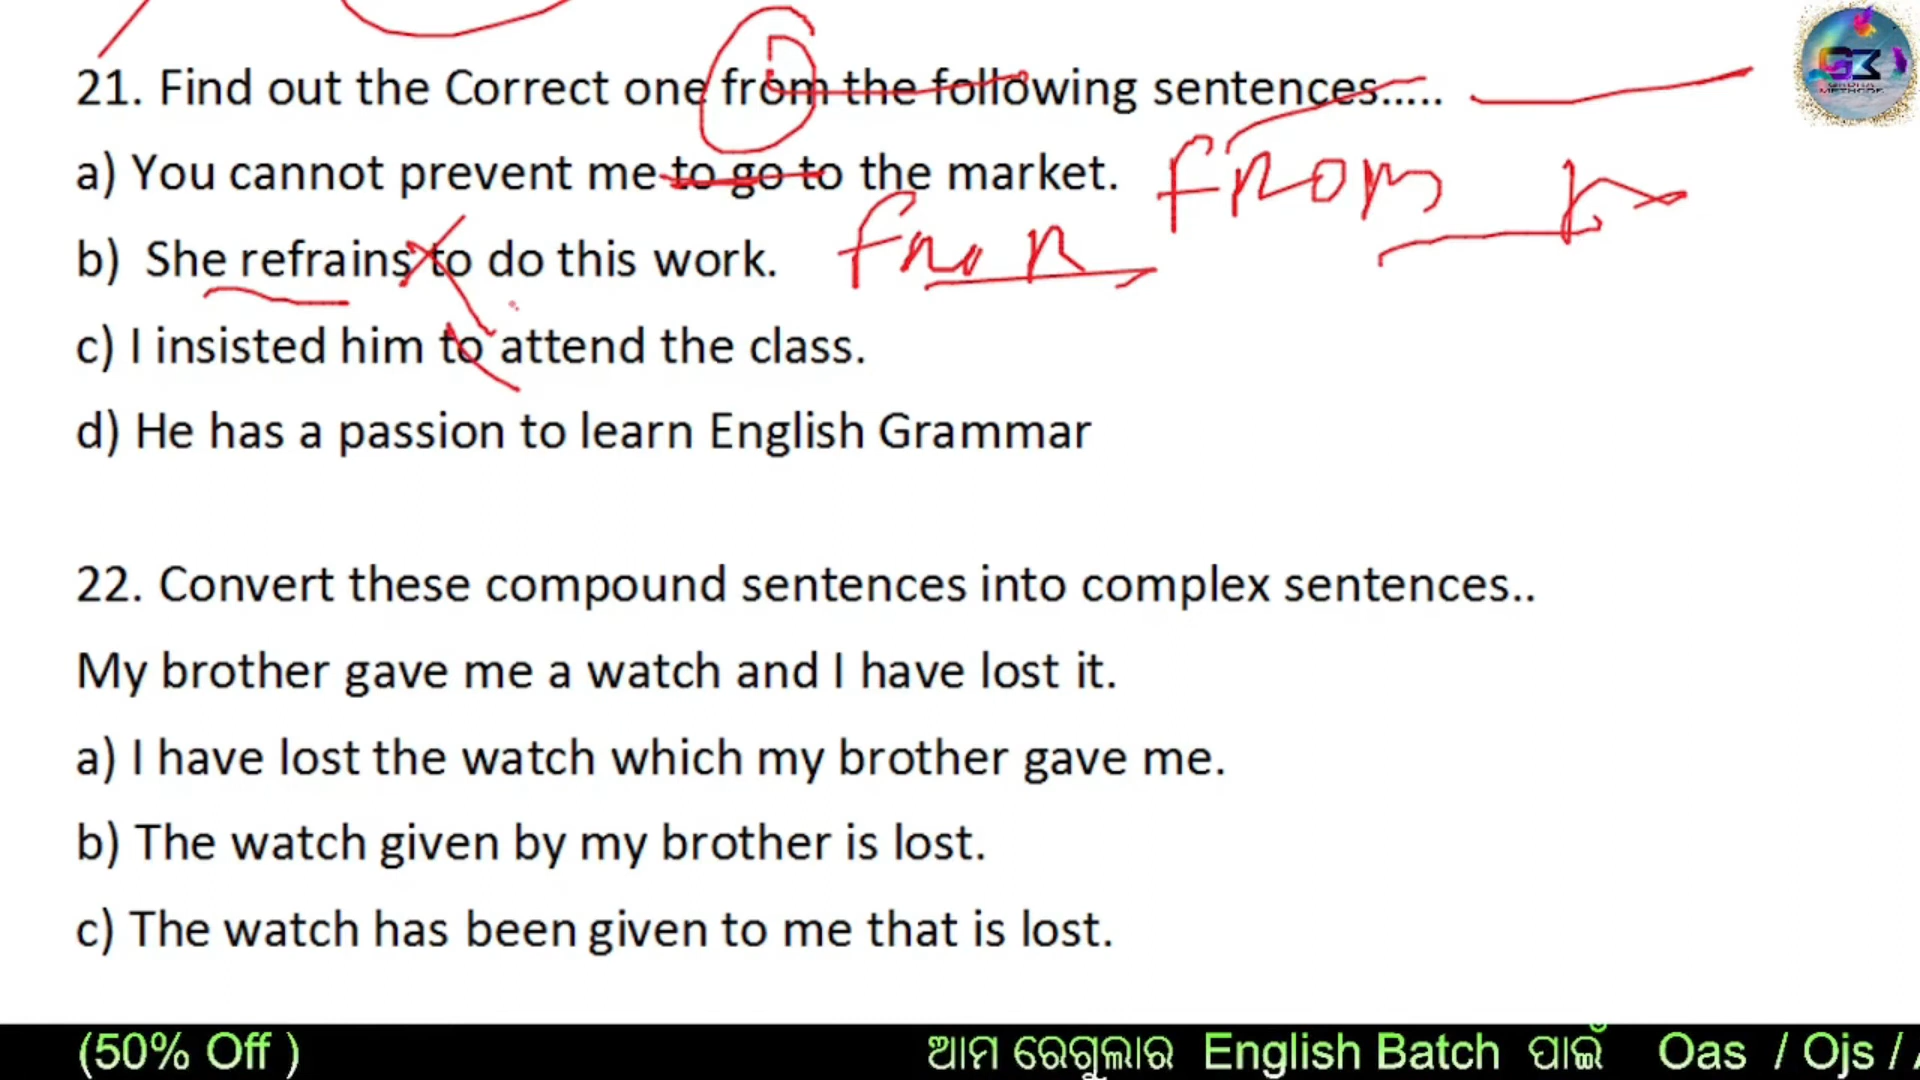 21. Find out the Correct one from the following sentences.....
a) You cannot prevent me to go to the market. from
b) She refrains to do this work.
c) I insisted him to attend the class.
d) He has a passion to learn English Grammar
22. Convert these compound sentences into complex sentences..
My brother gave me a watch and I have lost it.
a) I have lost the watch which my brother gave me.
b) The watch given by my brother is lost.
c) The watch has been given to me that is lost.
(50% Off ) ଆମ ରେଗୁଲାର English Batch ପାଇଁ Oas / Ojs /